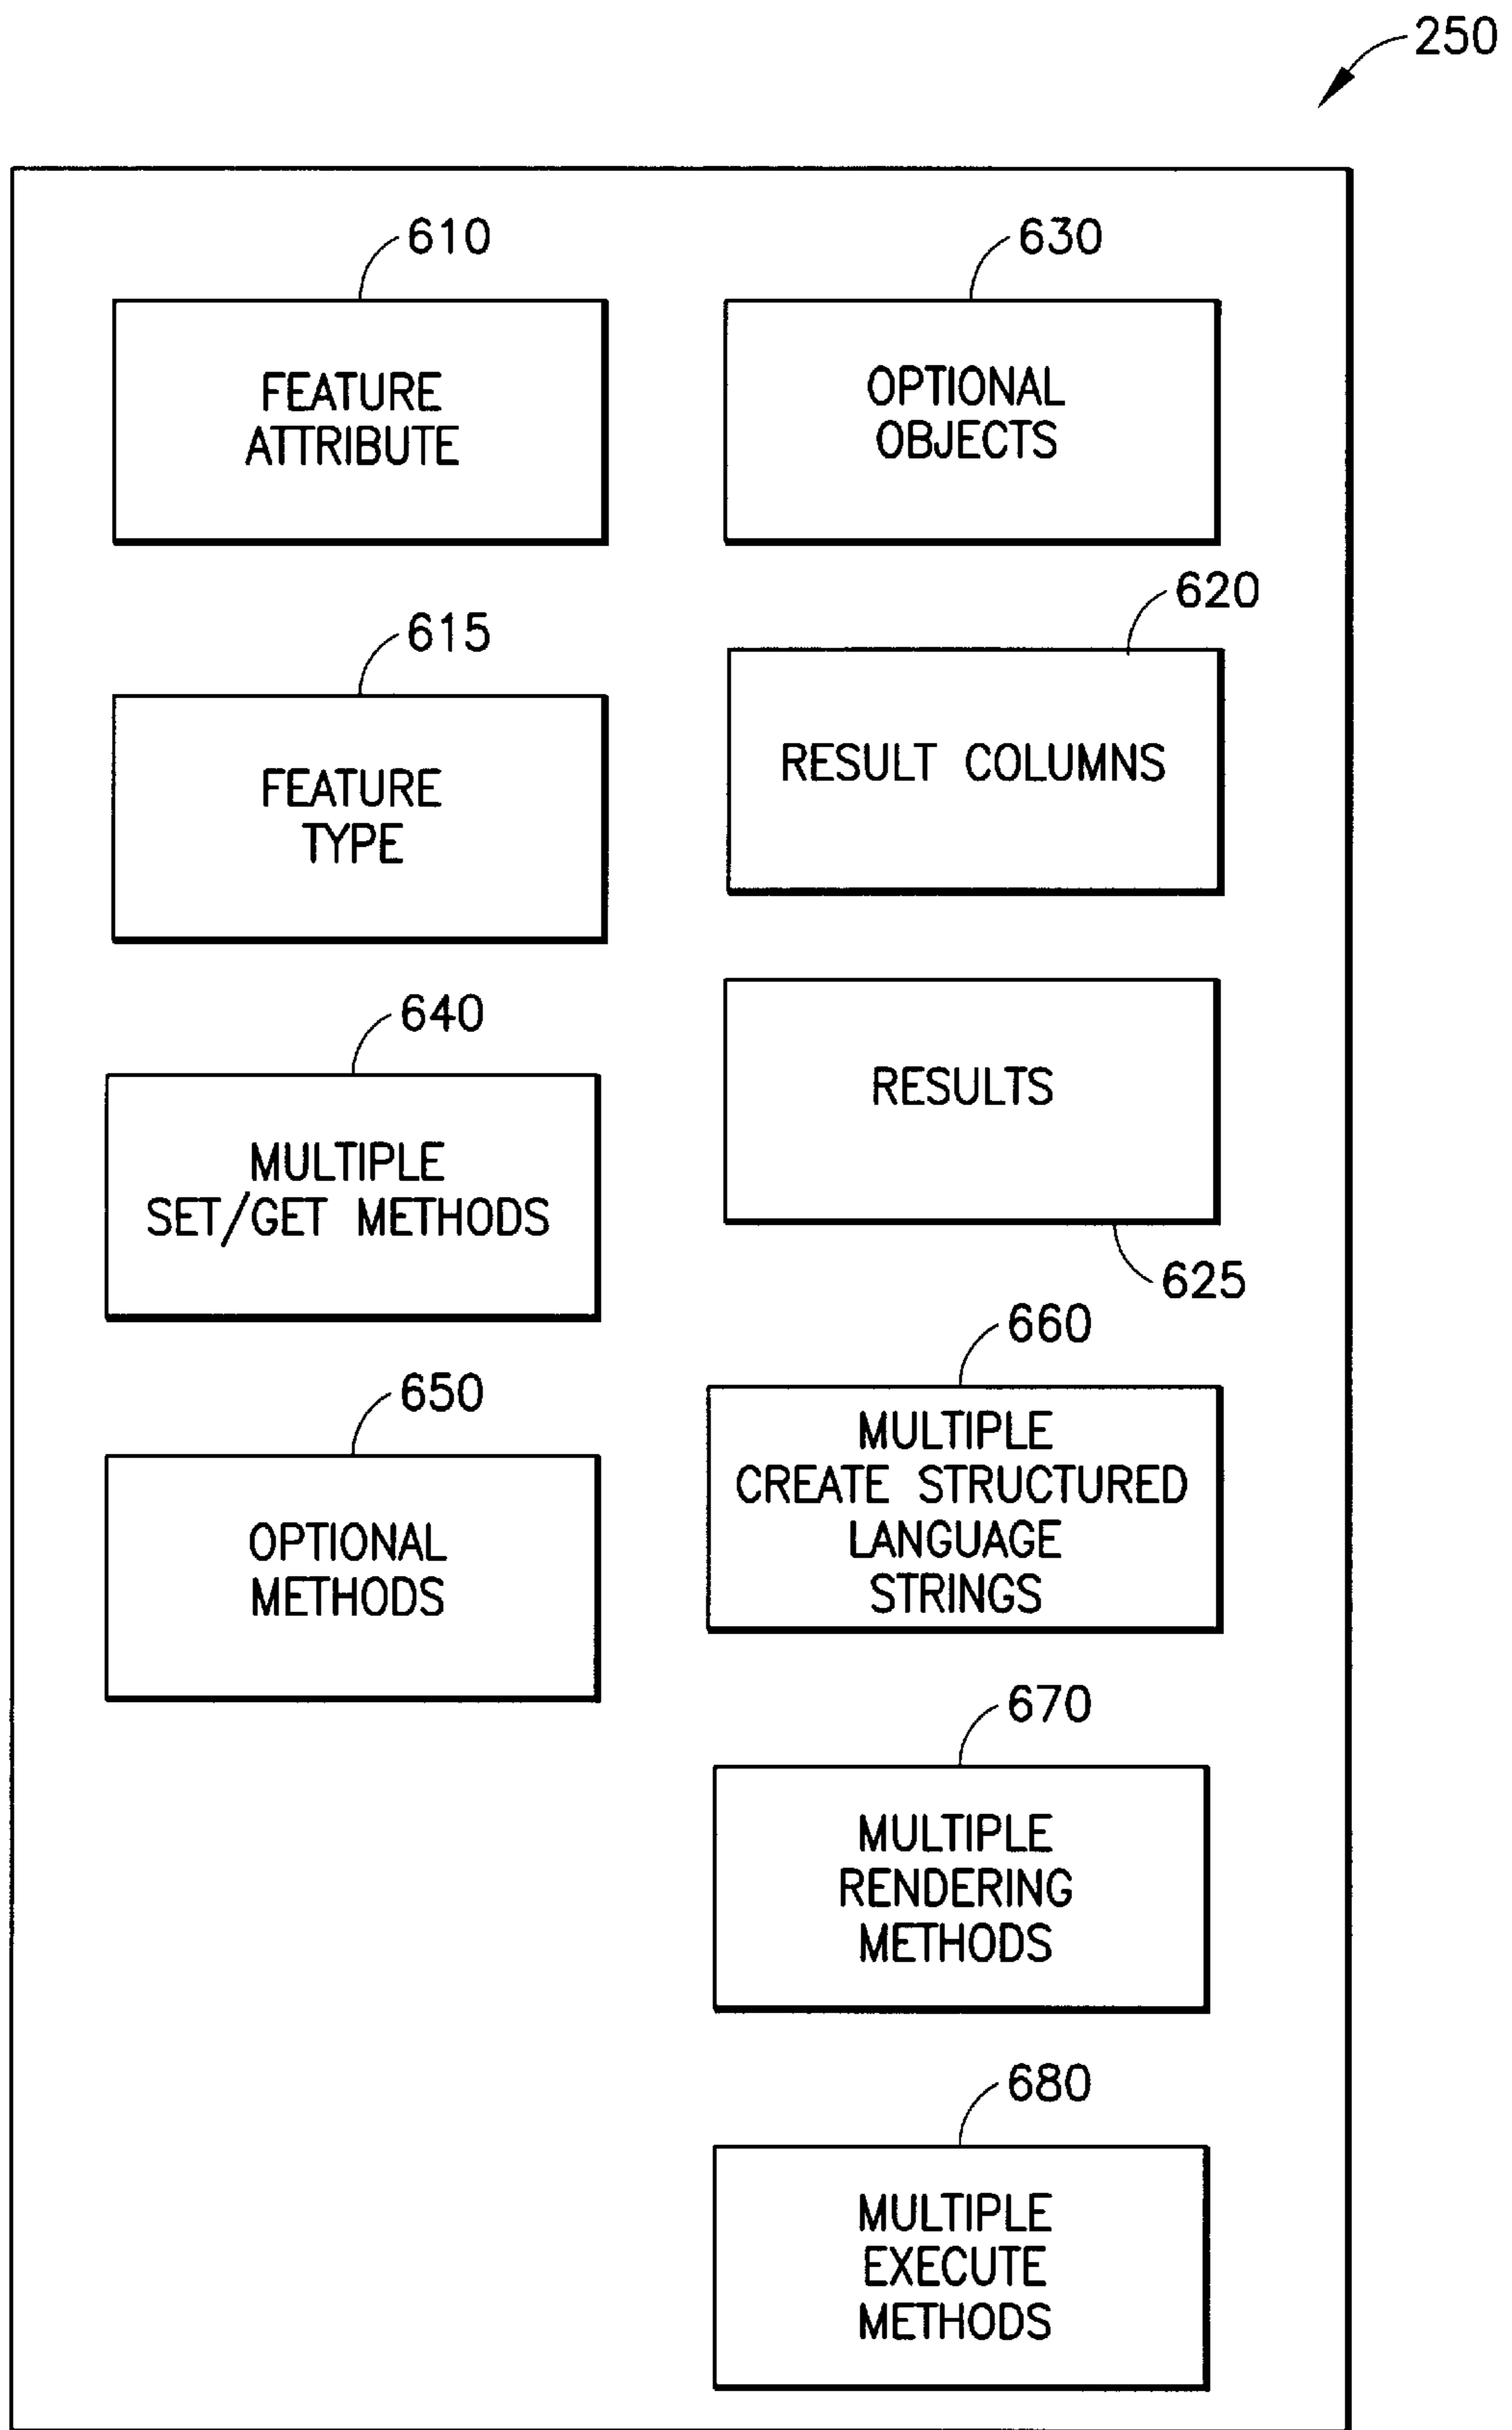 250
610
FEATURE
ATTRIBUTE
630
OPTIONAL
OBJECTS
615
FEATURE
TYPE
620
RESULT COLUMNS
640
MULTIPLE
SET/GET METHODS
RESULTS
625
650
OPTIONAL
METHODS
660
MULTIPLE
CREATE STRUCTURED
LANGUAGE
STRINGS
670
MULTIPLE
RENDERING
METHODS
680
MULTIPLE
EXECUTE
METHODS